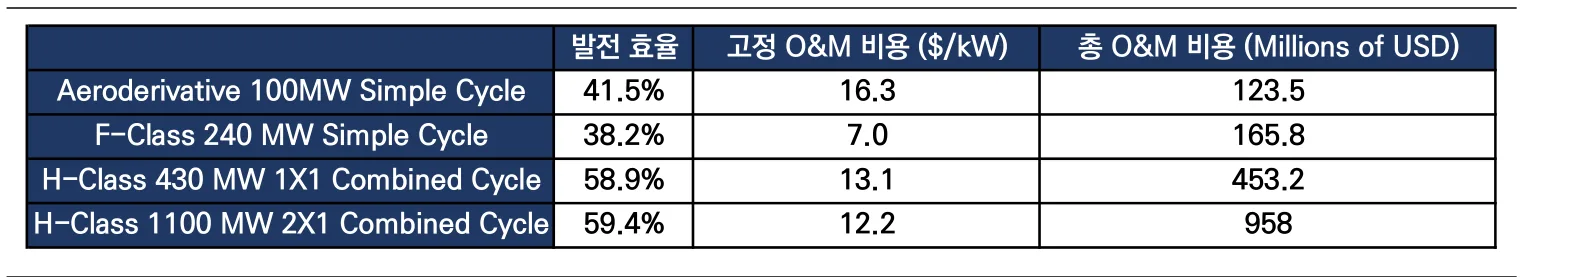 발전 효율 고정 O&M 비용 ($/kW) 총 O&M 비용 (Millions of USD)
Aeroderivative 100MW Simple Cycle 41.5% 16.3 123.5
F-Class 240 MW Simple Cycle 38.2% 7.0 165.8
H-Class 430 MW 1X1 Combined Cycle 58.9% 13.1 453.2
H-Class 1100 MW 2X1 Combined Cycle 59.4% 12.2 958